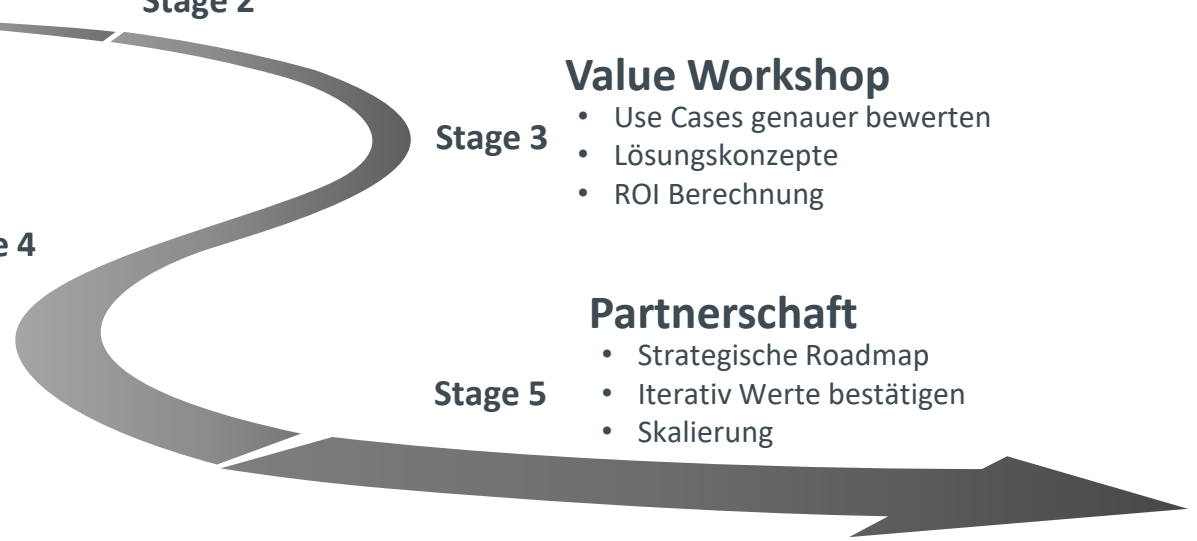 Stage 2
Value Workshop
• Use Cases genauer bewerten
Stage 3
• Lösungskonzepte
• ROI Berechnung
e 4
Partnerschaft
• Strategische Roadmap
Stage 5
• Iterativ Werte bestätigen
• Skalierung